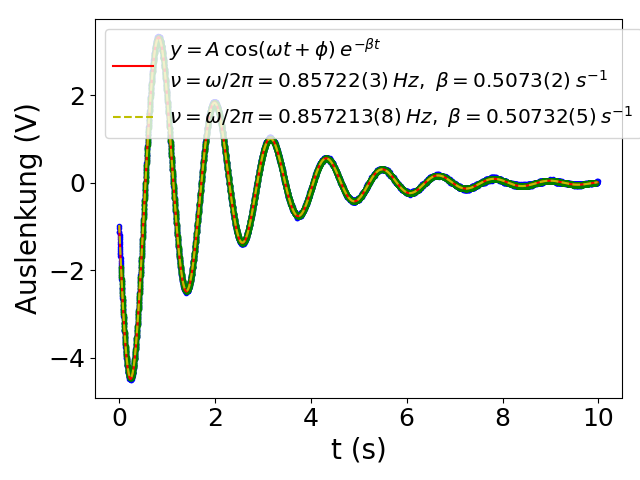 y = A cos(ωt + ϕ) e^{−βt}
ν = ω/2π = 0.85722(3) Hz, β = 0.5073(2) s^{−1}
ν = ω/2π = 0.857213(8) Hz, β = 0.50732(5) s^{−1}
2
0
−2
−4
Auslenkung (V)
0 2 4 6 8 10
t (s)